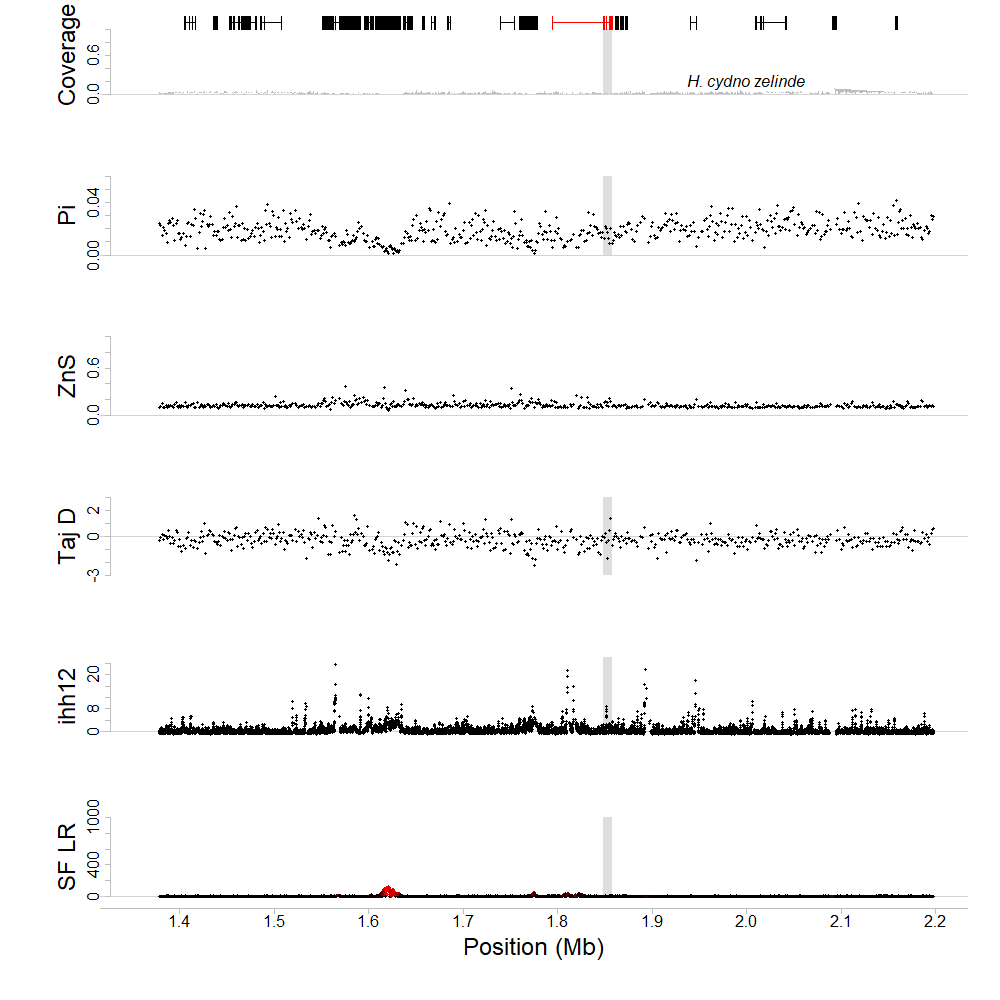 Coverage
0.0 0.6
H. cydno zelinde
Pi
0.00 0.04
ZnS
0.0 0.6
Taj D
-3 0 2
ihh12
0 8 20
SF LR
0 400 1000
1.4 1.5 1.6 1.7 1.8 1.9 2.0 2.1 2.2
Position (Mb)